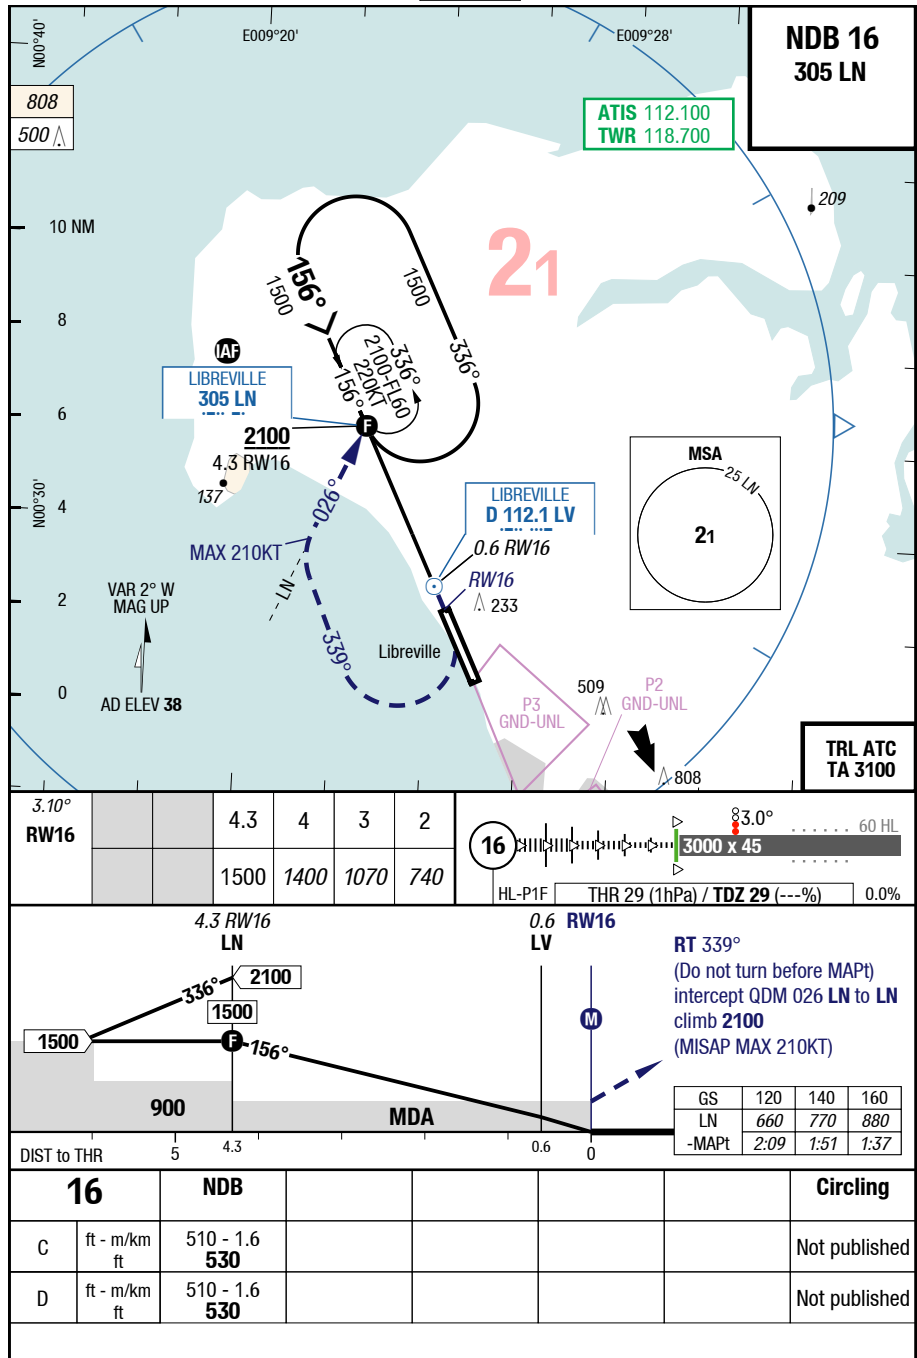 N00°40'
E009°20'
E009°28'
NDB 16
305 LN
808
500
ATIS 112.100
TWR 118.700
209
10 NM
21
156°
1500
1500
336°
8
IAF
336°
2100-FL60
220KT
156°
LIBREVILLE
305 LN
6
F
2100
4.3 RW16
137
N00°30'
4
026°
MAX 210KT
LN
339°
LIBREVILLE
D 112.1 LV
0.6 RW16
RW16
233
MSA
25 LN
21
VAR 2° W
MAG UP
2
AD ELEV 38
0
Libreville
P3
GND-UNL
509
P2
GND-UNL
808
TRL ATC
TA 3100
3.10°
RW16
4.3 4 3 2
1500 1400 1070 740
16
3.0°
60 HL
3000 x 45
HL-P1F
THR 29 (1hPa) / TDZ 29 (---%)
0.0%
4.3 RW16
LN
0.6 RW16
LV
336°
2100
1500
1500
F
156°
M
RT 339°
(Do not turn before MAPt)
intercept QDM 026 LN to LN
climb 2100
(MISAP MAX 210KT)
900
MDA
GS 120 140 160
LN 660 770 880
-MAPt 2:09 1:51 1:37
DIST to THR 5 4.3 0.6 0
16 NDB Circling
C ft - m/km 510 - 1.6 Not published
ft 530
D ft - m/km 510 - 1.6 Not published
ft 530